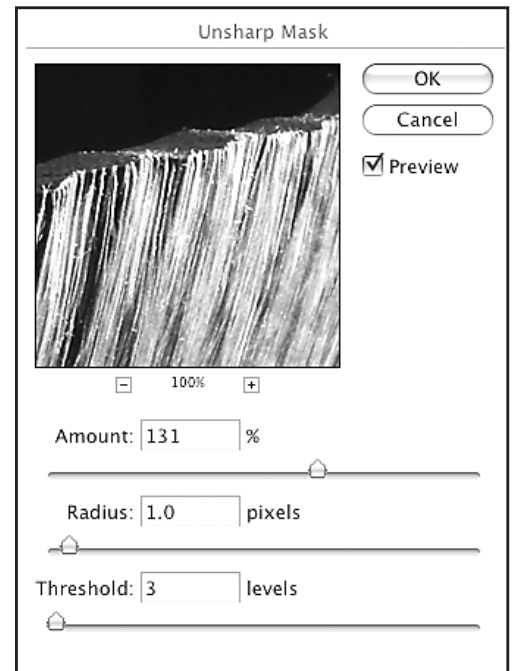 Unsharp Mask
OK
Cancel
Preview
100%
Amount: 131 %
Radius: 1.0 pixels
Threshold: 3 levels